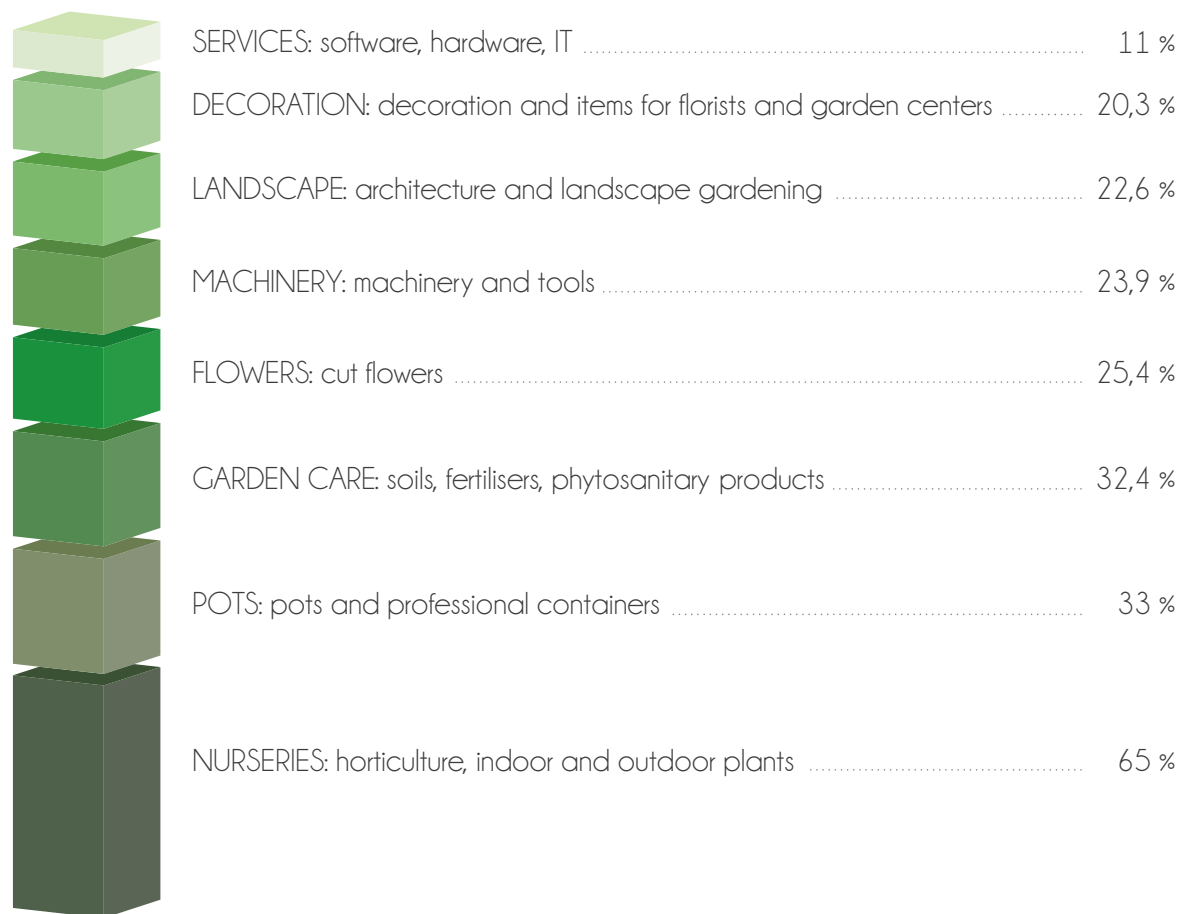 SERVICES: software, hardware, IT 11 %
DECORATION: decoration and items for florists and garden centers 20,3 %
LANDSCAPE: architecture and landscape gardening 22,6 %
MACHINERY: machinery and tools 23,9 %
FLOWERS: cut flowers 25,4 %
GARDEN CARE: soils, fertilisers, phytosanitary products 32,4 %
POTS: pots and professional containers 33 %
NURSERIES: horticulture, indoor and outdoor plants 65 %